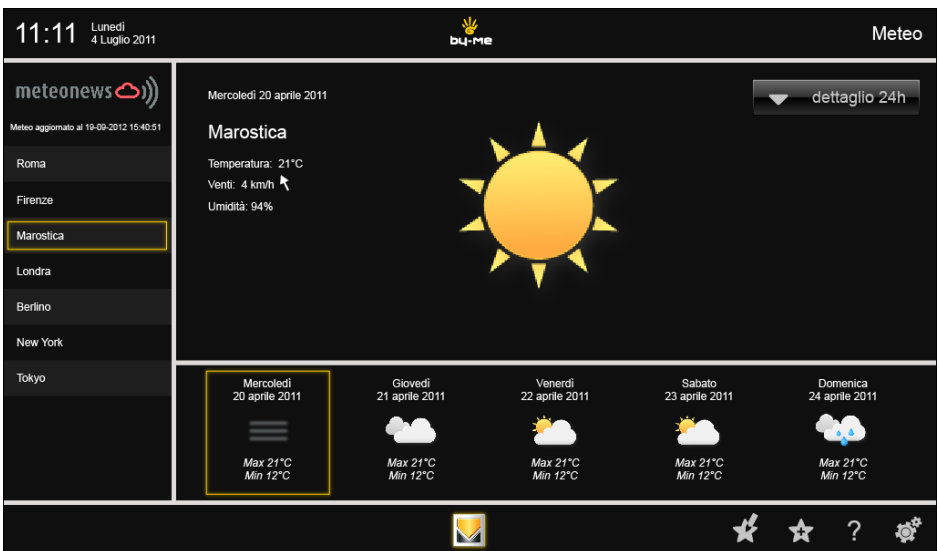 11:11
Lunedì
4 Luglio 2011
by-me
Meteo
meteonews
Meteo aggiornato al 19-09-2012 15:40:51
Roma
Firenze
Marostica
Londra
Berlino
New York
Tokyo
Mercoledì 20 aprile 2011
dettaglio 24h
Marostica
Temperatura: 21°C
Venti: 4 km/h
Umidità: 94%
Mercoledì
20 aprile 2011
Max 21°C
Min 12°C
Giovedì
21 aprile 2011
Max 21°C
Min 12°C
Venerdì
22 aprile 2011
Max 21°C
Min 12°C
Sabato
23 aprile 2011
Max 21°C
Min 12°C
Domenica
24 aprile 2011
Max 21°C
Min 12°C
?